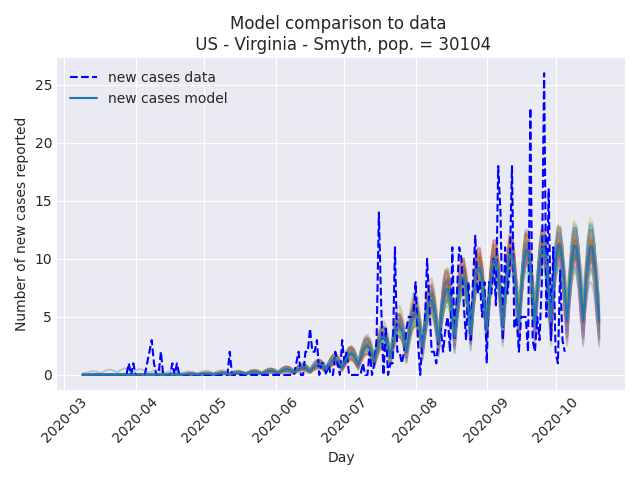 Model comparison to data
US - Virginia - Smyth, pop. = 30104
new cases data
new cases model
Number of new cases reported
25
20
15
10
5
0
2020-03
2020-04
2020-05
2020-06
2020-07
2020-08
2020-09
2020-10
Day